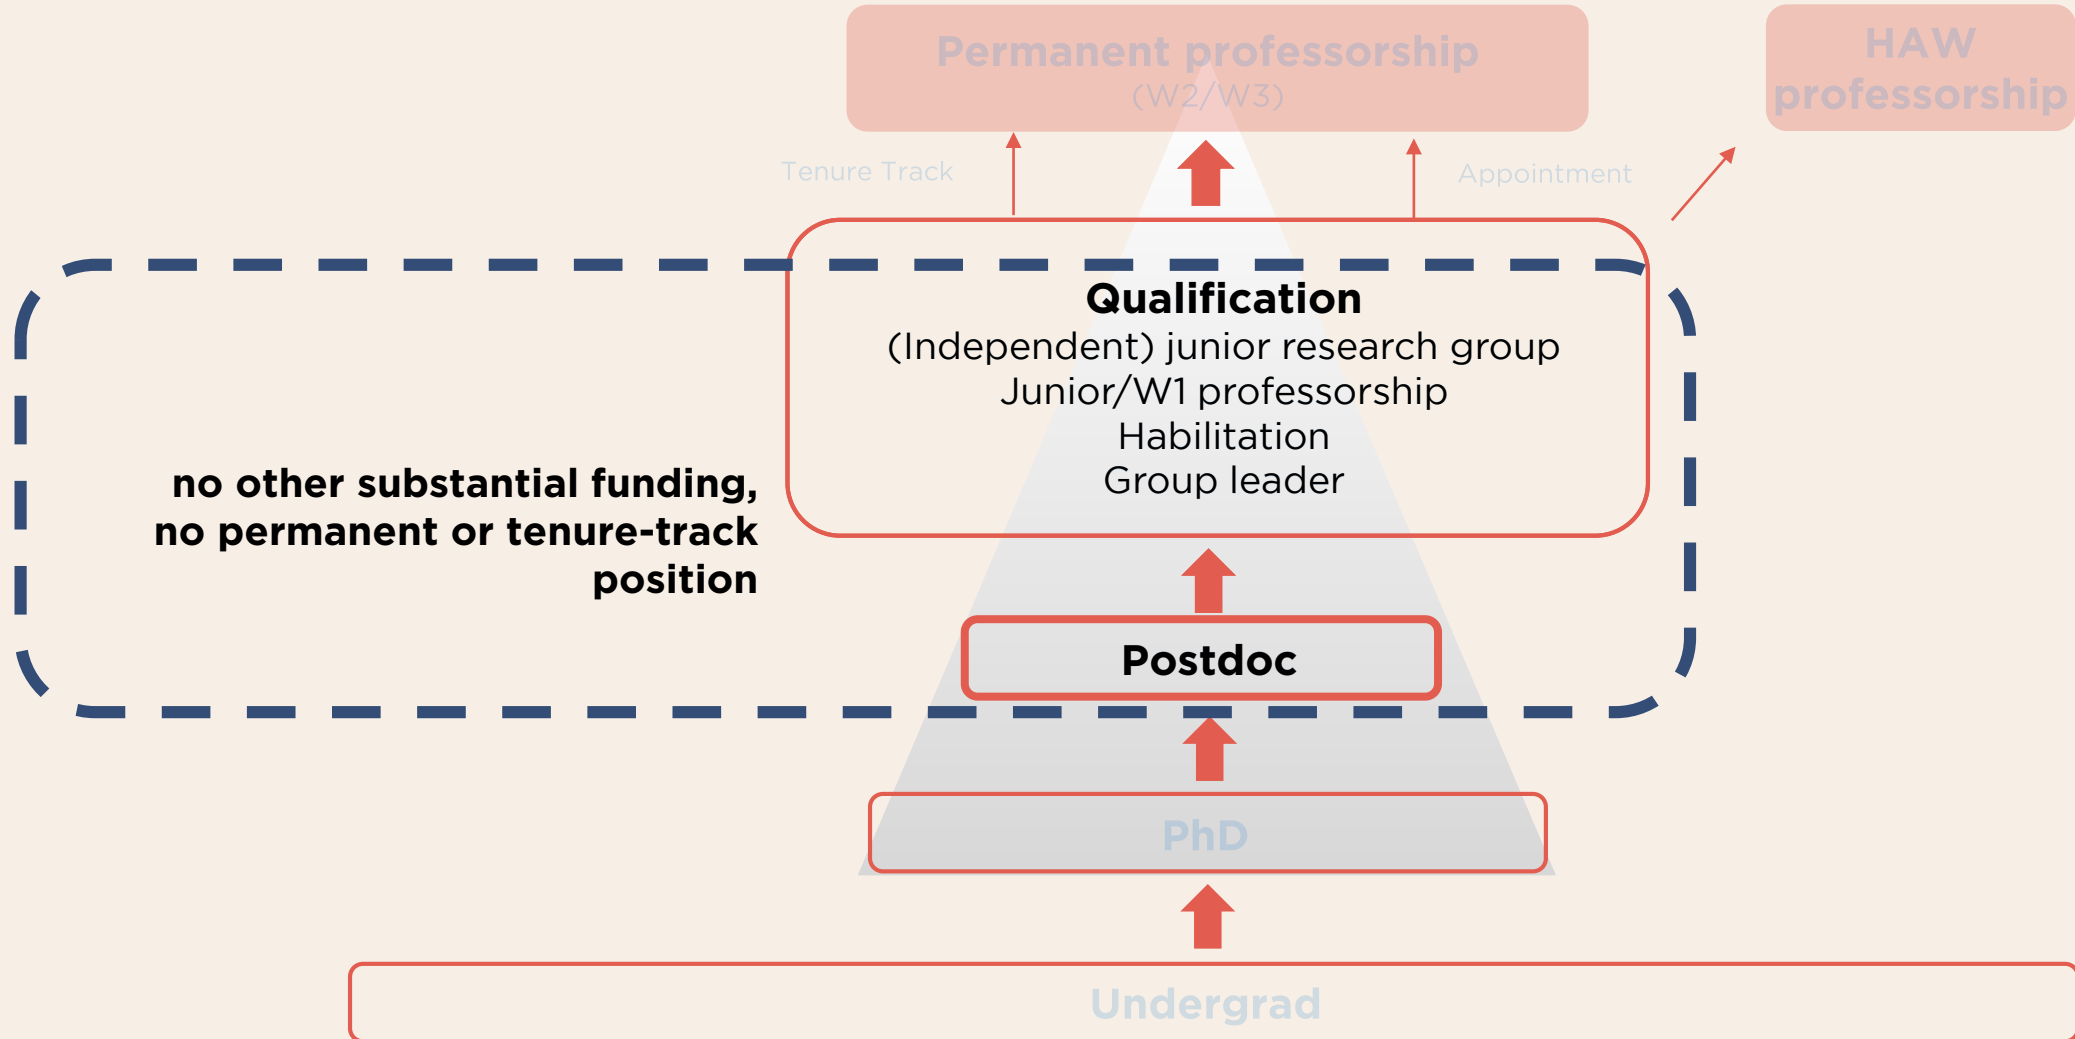 Permanent professorship
(W2/W3)
HAW
professorship
Tenure Track
Appointment
Qualification
(Independent) junior research group
Junior/W1 professorship
Habilitation
Group leader
no other substantial funding,
no permanent or tenure-track
position
Postdoc
PhD
Undergrad